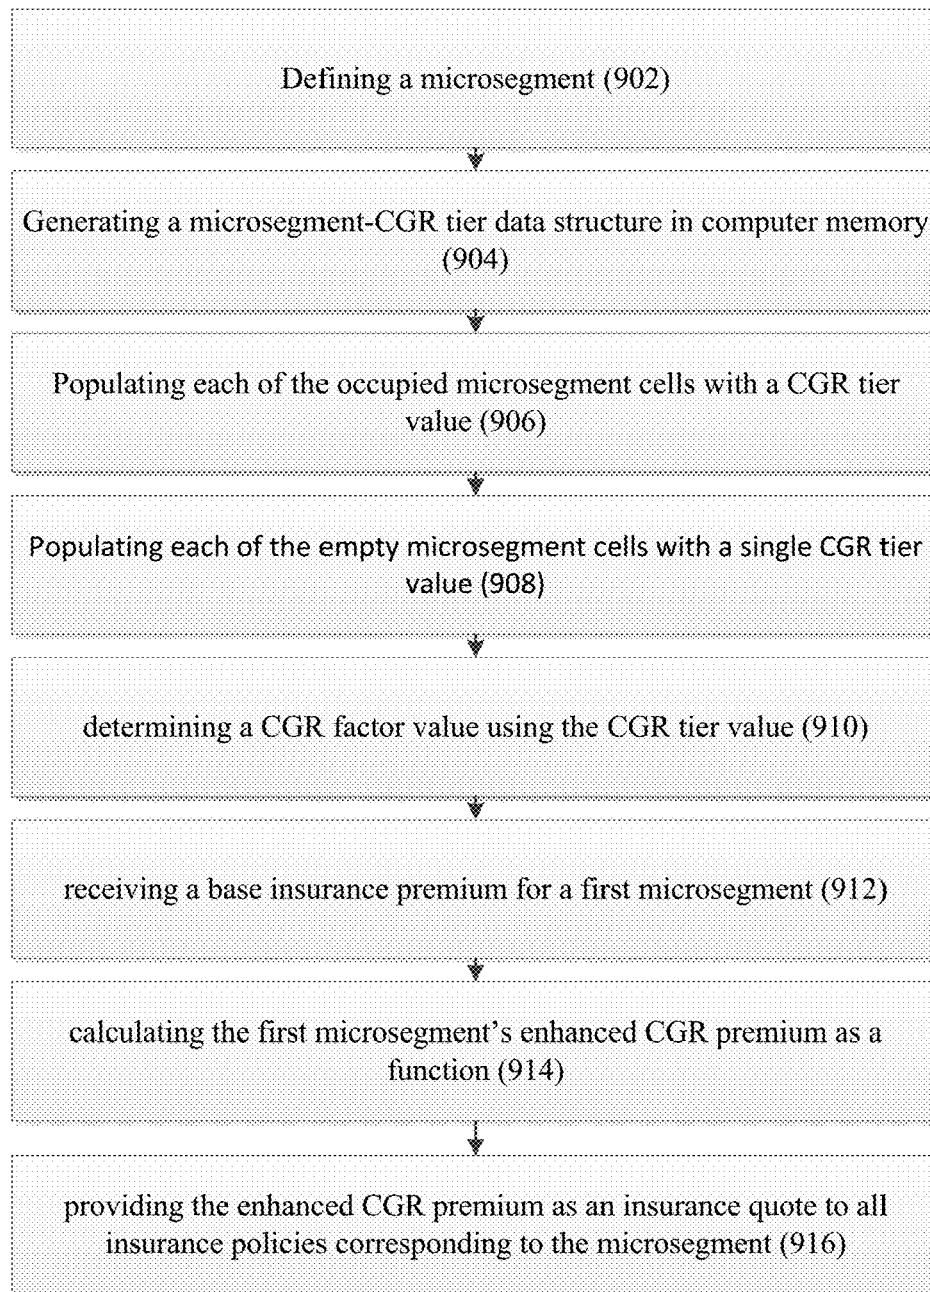 Defining a microsegment (902)
Generating a microsegment-CGR tier data structure in computer memory
(904)
Populating each of the occupied microsegment cells with a CGR tier
value (906)
Populating each of the empty microsegment cells with a single CGR tier
value (908)
determining a CGR factor value using the CGR tier value (910)
receiving a base insurance premium for a first microsegment (912)
calculating the first microsegment's enhanced CGR premium as a
function (914)
providing the enhanced CGR premium as an insurance quote to all
insurance policies corresponding to the microsegment (916)